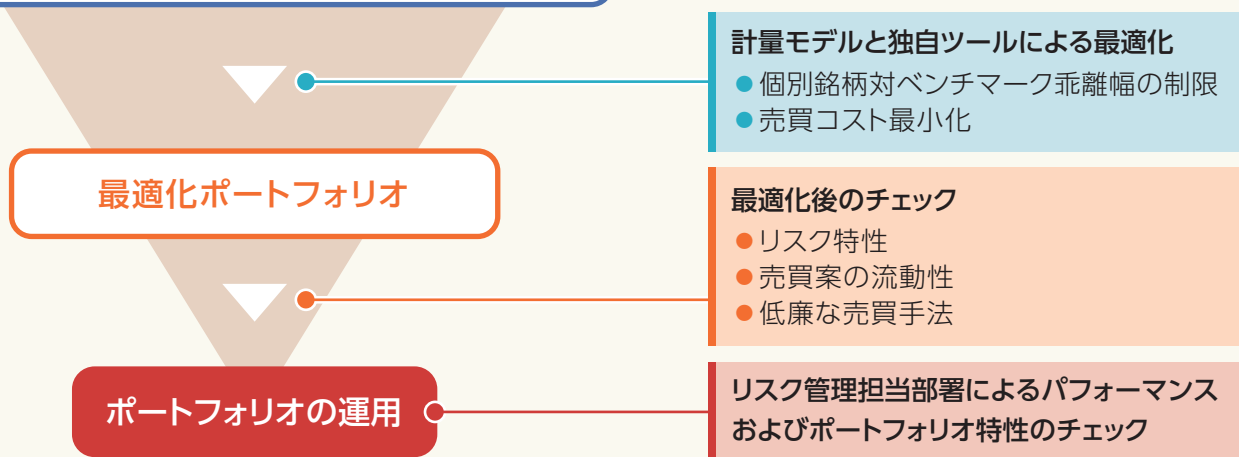 計量モデルと独自ツールによる最適化
●個別銘柄対ベンチマーク乖離幅の制限
●売買コスト最小化
最適化ポートフォリオ
最適化後のチェック
●リスク特性
●売買案の流動性
●低廉な売買手法
ポートフォリオの運用
リスク管理担当部署によるパフォーマンス
およびポートフォリオ特性のチェック